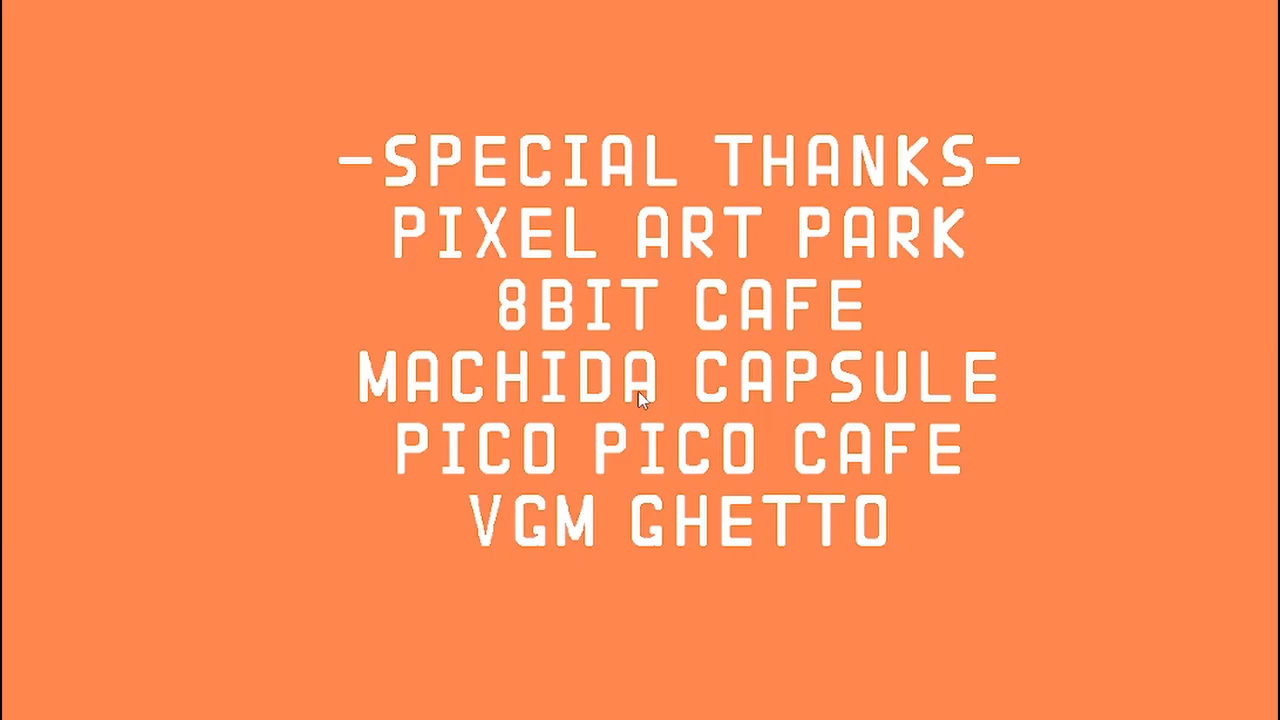 -SPECIAL THANKS-
PIXEL ART PARK
8BIT CAFE
MACHIDA CAPSULE
PICO PICO CAFE
VGM GHETTO